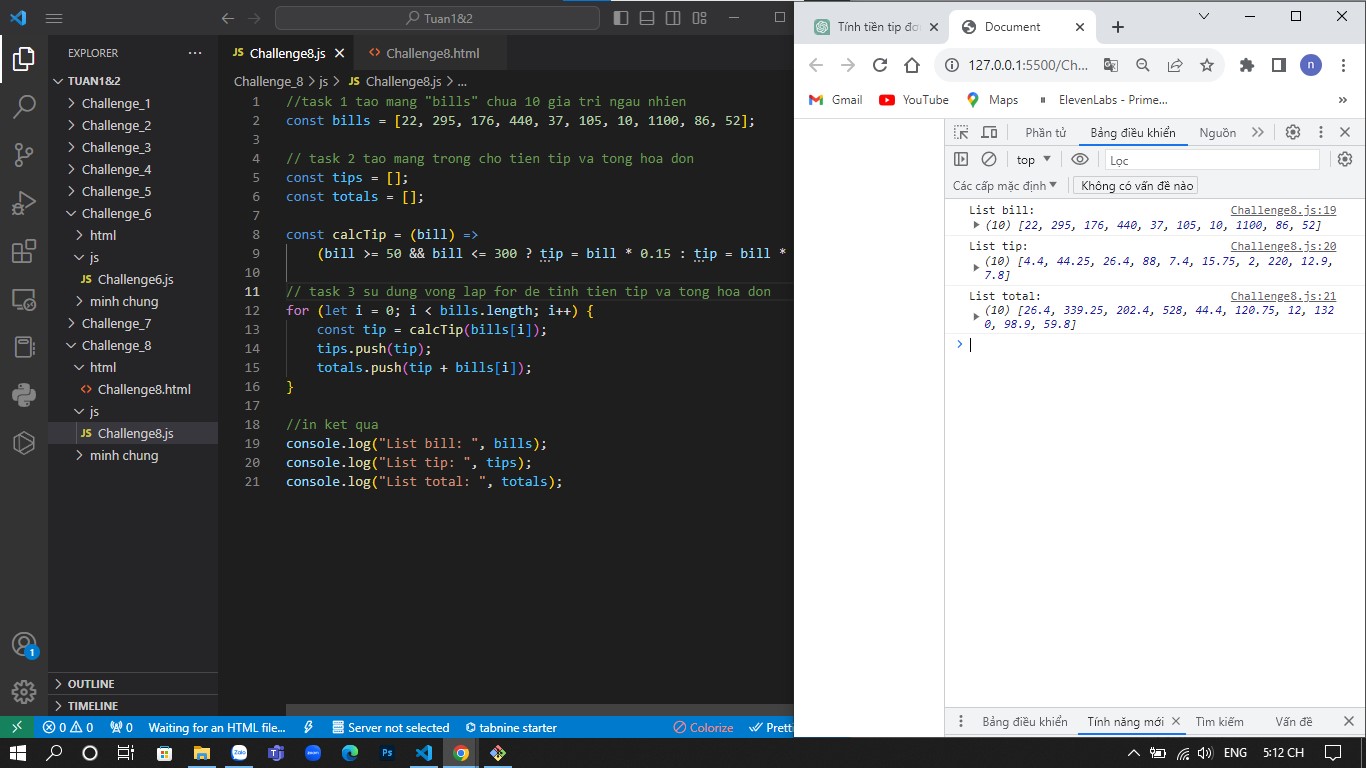 Tuan1&2
EXPLORER
TUAN1&2
Challenge_1
Challenge_2
Challenge_3
Challenge_4
Challenge_5
Challenge_6
html
js
JS Challenge6.js
minh chung
Challenge_7
Challenge_8
html
<> Challenge8.html
js
JS Challenge8.js
minh chung
OUTLINE
TIMELINE
1
JS Challenge8.js
<> Challenge8.html
Challenge_8 > js > JS Challenge8.js > ...
1 //task 1 tao mang "bills" chua 10 gia tri ngau nhien
2 const bills = [22, 295, 176, 440, 37, 105, 10, 1100, 86, 52];
3
4 // task 2 tao mang trong cho tien tip va tong hoa don
5 const tips = [];
6 const totals = [];
7
8 const calcTip = (bill) =>
9 (bill >= 50 && bill <= 300 ? tip = bill * 0.15 : tip = bill *
10
11 // task 3 su dung vong lap for de tinh tien tip va tong hoa don
12 for (let i = 0; i < bills.length; i++) {
13 const tip = calcTip(bills[i]);
14 tips.push(tip);
15 totals.push(tip + bills[i]);
16 }
17
18 //in ket qua
19 console.log("List bill: ", bills);
20 console.log("List tip: ", tips);
21 console.log("List total: ", totals);
0 0 0 Waiting for an HTML file... Server not selected tabnine starter Colorize Prett
Tính tiền tip đơ
Document
127.0.0.1:5500/Ch...
n
Gmail YouTube Maps ElevenLabs - Prime...
Phần tử Bảng điều khiển Nguồn
top Lọc
Các cấp mặc định Không có vấn đề nào
List bill: Challenge8.js:19
(10) [22, 295, 176, 440, 37, 105, 10, 1100, 86, 52]
List tip: Challenge8.js:20
(10) [4.4, 44.25, 26.4, 88, 7.4, 15.75, 2, 220, 12.9,
7.8]
List total: Challenge8.js:21
(10) [26.4, 339.25, 202.4, 528, 44.4, 120.75, 12, 132
0, 98.9, 59.8]
Bảng điều khiển Tính năng mới Tìm kiếm Vấn đề
Zalo
zoom
Ps
ENG 5:12 CH